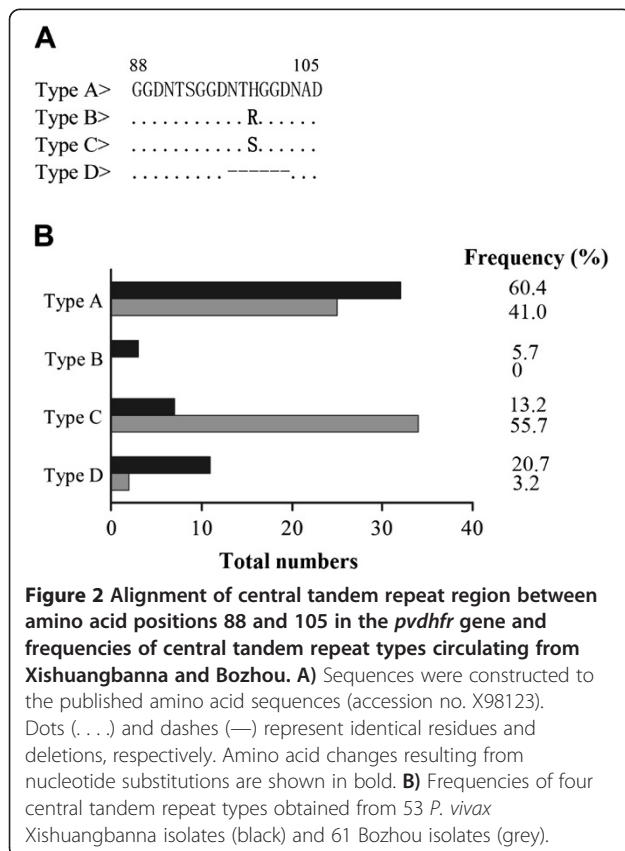 A
88 105
Type A> GGDNTSGGDNTHGGDNAD
Type B> ...........R......
Type C> ...........S......
Type D> .........------...
B
Frequency (%)
Type A
60.4
41.0
Type B
5.7
0
Type C
13.2
55.7
Type D
20.7
3.2
0 10 20 30 40
Total numbers
Figure 2 Alignment of central tandem repeat region between
amino acid positions 88 and 105 in the pvdhfr gene and
frequencies of central tandem repeat types circulating from
Xishuangbanna and Bozhou. A) Sequences were constructed to
the published amino acid sequences (accession no. X98123).
Dots (. . . .) and dashes (—) represent identical residues and
deletions, respectively. Amino acid changes resulting from
nucleotide substitutions are shown in bold. B) Frequencies of four
central tandem repeat types obtained from 53 P. vivax
Xishuangbanna isolates (black) and 61 Bozhou isolates (grey).